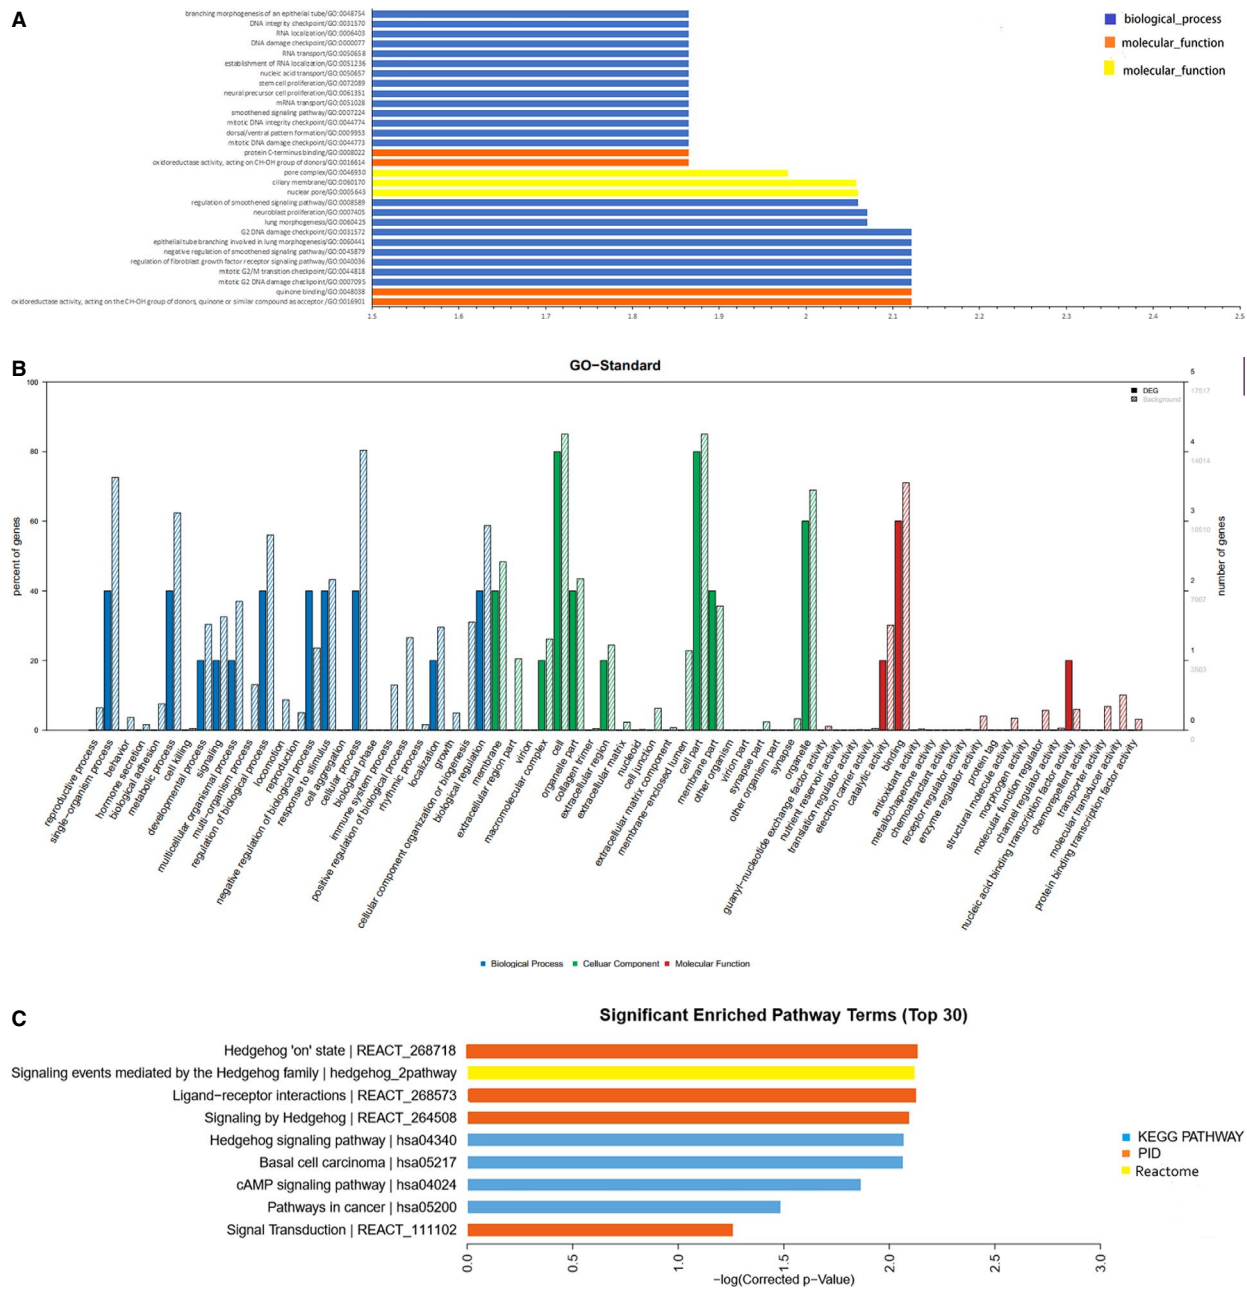 A
branching morphogenesis of an epithelial tube/GO:0048754
DNA integrity checkpoint/GO:0031570
RNA localization/GO:0006403
DNA damage checkpoint/GO:0000077
RNA transport/GO:0050658
establishment of RNA localization/GO:0051236
nucleic acid transport/GO:0050657
stem cell proliferation/GO:0072089
neural precursor cell proliferation/GO:0061351
mRNA transport/GO:0051028
smoothened signaling pathway/GO:0007224
mitotic DNA integrity checkpoint/GO:0044774
dorsal/ventral pattern formation/GO:0009953
mitotic DNA damage checkpoint/GO:0044773
protein C-terminus binding/GO:0008022
oxidoreductase activity, acting on CH-OH group of donors/GO:0016614
pore complex/GO:0046930
ciliary membrane/GO:0060170
nuclear pore/GO:0005643
regulation of smoothened signaling pathway/GO:0008589
neuroblast proliferation/GO:0007405
lung morphogenesis/GO:0060425
G2 DNA damage checkpoint/GO:0031572
epithelial tube branching involved in lung morphogenesis/GO:0060441
negative regulation of smoothened signaling pathway/GO:0045879
regulation of fibroblast growth factor receptor signaling pathway/GO:0040036
mitotic G2/M transition checkpoint/GO:0044818
mitotic G2 DNA damage checkpoint/GO:0007095
quinone binding/GO:0048038
oxidoreductase activity, acting on the CH-OH group of donors, quinone or similar compound as acceptor /GO:0016901
1.5 1.6 1.7 1.8 1.9 2 2.1 2.2 2.3 2.4 2.5
biological_process
molecular_function
molecular_function
B
GO−Standard
percent of genes
100
80
60
40
20
0
DEG
Background
5
17517
4
14014
3
10510
2
7007
1
3503
0
0
number of genes
reproductive process
single−organism process
behavior
hormone secretion
biological adhesion
metabolic process
cell killing
developmental process
signaling
multicellular organismal process
multi−organism process
regulation of biological process
locomotion
reproduction
negative regulation of biological process
response to stimulus
cell aggregation
cellular process
biological phase
immune system process
positive regulation of biological process
rhythmic process
localization
growth
cellular component organization or biogenesis
biological regulation
membrane
extracellular region part
virion
macromolecular complex
cell
organelle part
collagen trimer
extracellular region
extracellular matrix
nucleoid
cell junction
extracellular matrix component
membrane−enclosed lumen
cell part
membrane part
other organism
virion part
synapse part
other organism part
synapse
organelle
guanyl−nucleotide exchange factor activity
nutrient reservoir activity
translation regulator activity
electron carrier activity
catalytic activity
binding
antioxidant activity
metallochaperone activity
chemoattractant activity
receptor regulator activity
enzyme regulator activity
protein tag
structural molecule activity
morphogen activity
molecular function regulator
channel regulator activity
nucleic acid binding transcription factor activity
chemorepellent activity
transporter activity
molecular transducer activity
protein binding transcription factor activity
Biological Process Celluar Component Molecular Function
C
Significant Enriched Pathway Terms (Top 30)
Hedgehog 'on' state | REACT_268718
Signaling events mediated by the Hedgehog family | hedgehog_2pathway
Ligand−receptor interactions | REACT_268573
Signaling by Hedgehog | REACT_264508
Hedgehog signaling pathway | hsa04340
Basal cell carcinoma | hsa05217
cAMP signaling pathway | hsa04024
Pathways in cancer | hsa05200
Signal Transduction | REACT_111102
KEGG PATHWAY
PID
Reactome
0.0 0.5 1.0 1.5 2.0 2.5 3.0
−log(Corrected p−Value)